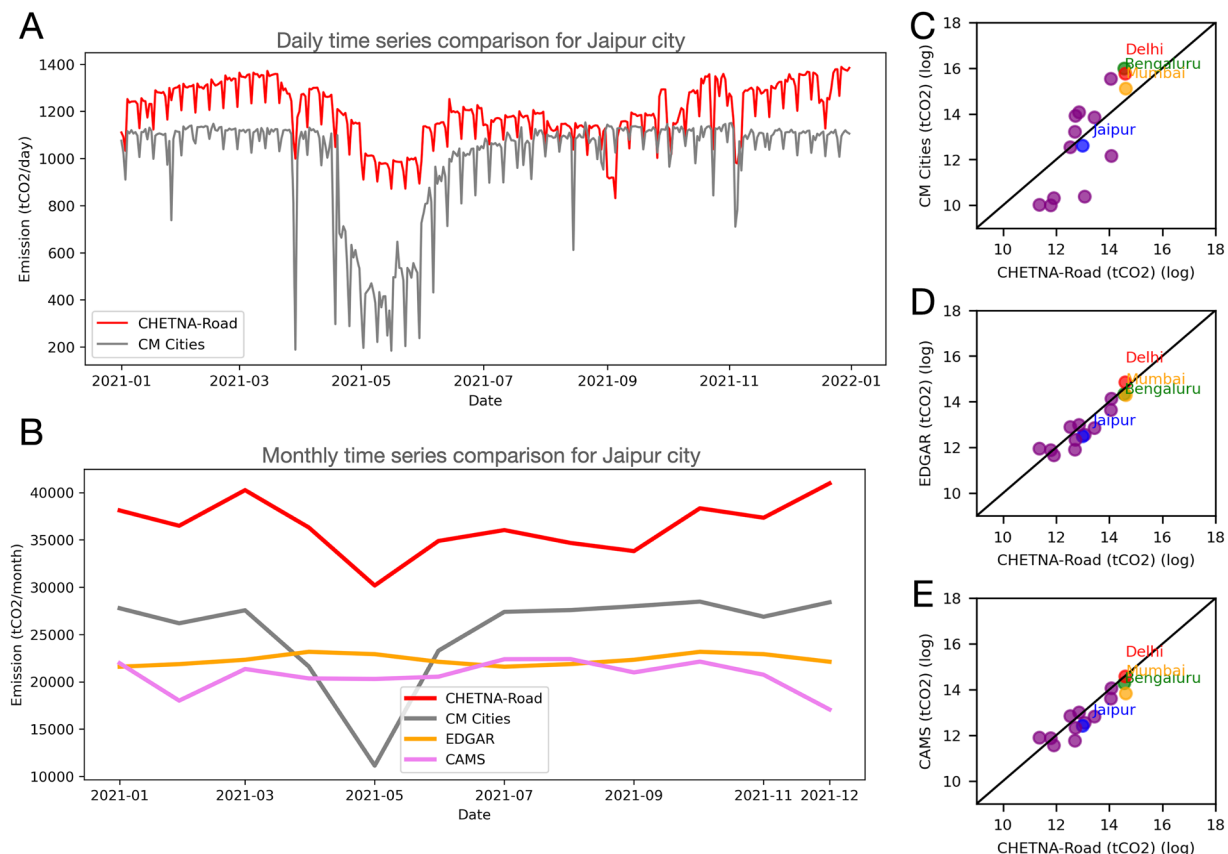 A
Daily time series comparison for Jaipur city
Emission (tCO2/day)
1400
1200
1000
800
600
400
200
CHETNA-Road
CM Cities
2021-01
2021-03
2021-05
2021-07
2021-09
2021-11
2022-01
Date
B
Monthly time series comparison for Jaipur city
Emission (tCO2/month)
40000
35000
30000
25000
20000
15000
10000
CHETNA-Road
CM Cities
EDGAR
CAMS
2021-01
2021-03
2021-05
2021-07
2021-09
2021-11
2021-12
Date
C
CM Cities (tCO2) (log)
18
16
14
12
10
Delhi
Bengaluru
Mumbai
Jaipur
10
12
14
16
18
CHETNA-Road (tCO2) (log)
D
EDGAR (tCO2) (log)
18
16
14
12
10
Delhi
Mumbai
Bengaluru
Jaipur
10
12
14
16
18
CHETNA-Road (tCO2) (log)
E
CAMS (tCO2) (log)
18
16
14
12
10
Delhi
Mumbai
Bengaluru
Jaipur
10
12
14
16
18
CHETNA-Road (tCO2) (log)